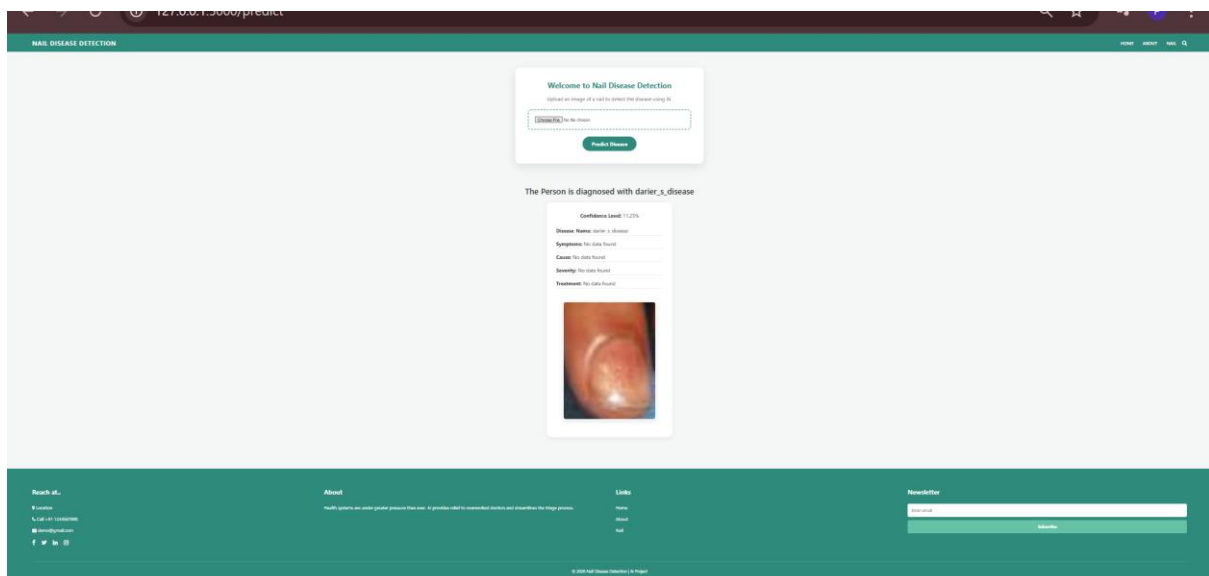 127.0.0.1:5000/predict
NAIL DISEASE DETECTION
HOME ABOUT NAIL
Welcome to Nail Disease Detection
Upload an image of a nail to detect the disease using AI
Choose File No file chosen
Predict Disease
The Person is diagnosed with darier_s_disease
Confidence Level: 11.25%
Disease Name: darier_s_disease
Symptoms: No data found
Cause: No data found
Severity: No data found
Treatment: No data found
Reach at..
About
Links
Newsletter
Location
Health systems are under greater pressure than ever. AI provides relief to overworked doctors and streamlines the triage process.
Home
Enter email
Call +91
About
Subscribe
demo@gmail.com
Nail
© 2026 Nail Disease Detection | AI Project